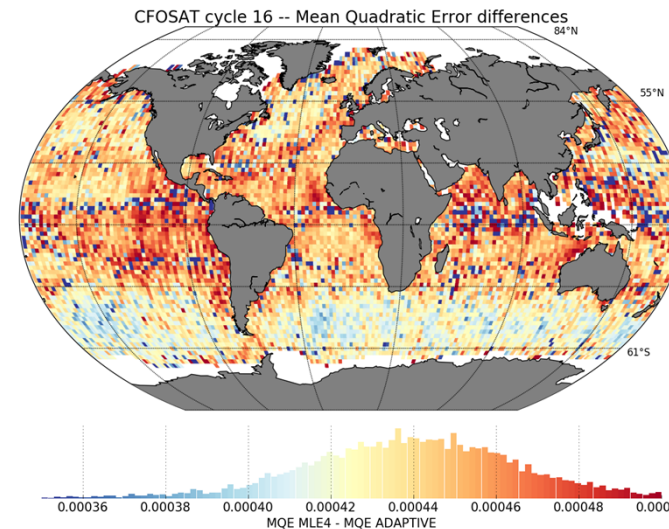 CFOSAT cycle 16 -- Mean Quadratic Error differences
84°N
55°N
61°S
0.00036 0.00038 0.00040 0.00042 0.00044 0.00046 0.00048
MQE MLE4 - MQE ADAPTIVE